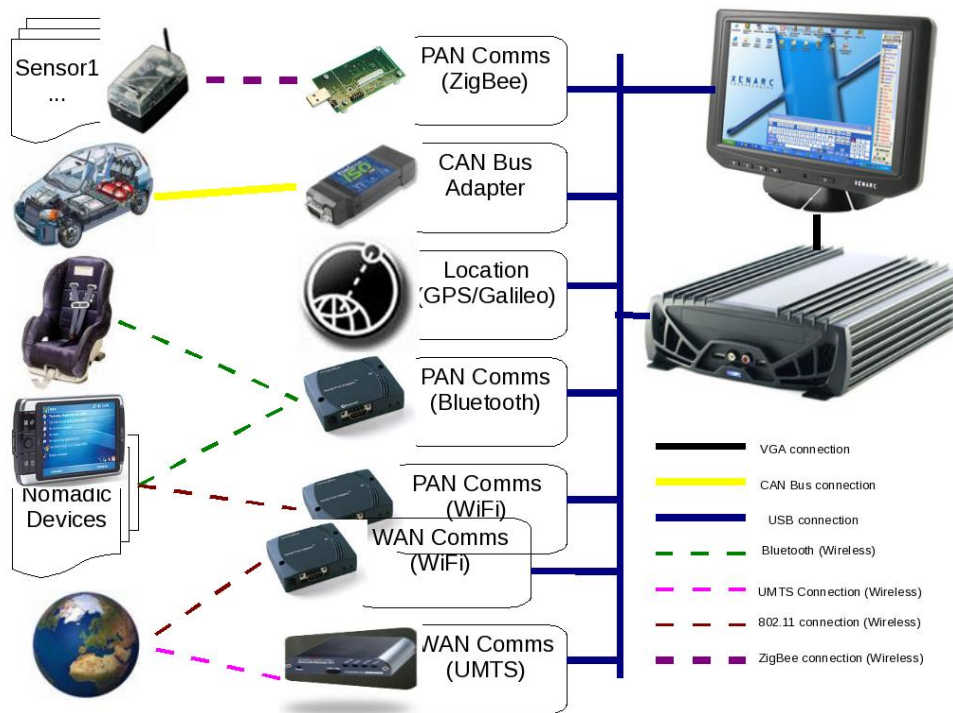 Sensor1
...
PAN Comms
(ZigBee)
CAN Bus
Adapter
ISO
Location
(GPS/Galileo)
PAN Comms
(Bluetooth)
Nomadic
Devices
PAN Comms
(WiFi)
WAN Comms
(WiFi)
WAN Comms
(UMTS)
XENARC
XENARC
VGA connection
CAN Bus connection
USB connection
Bluetooth (Wireless)
UMTS Connection (Wireless)
802.11 connection (Wireless)
ZigBee connection (Wireless)